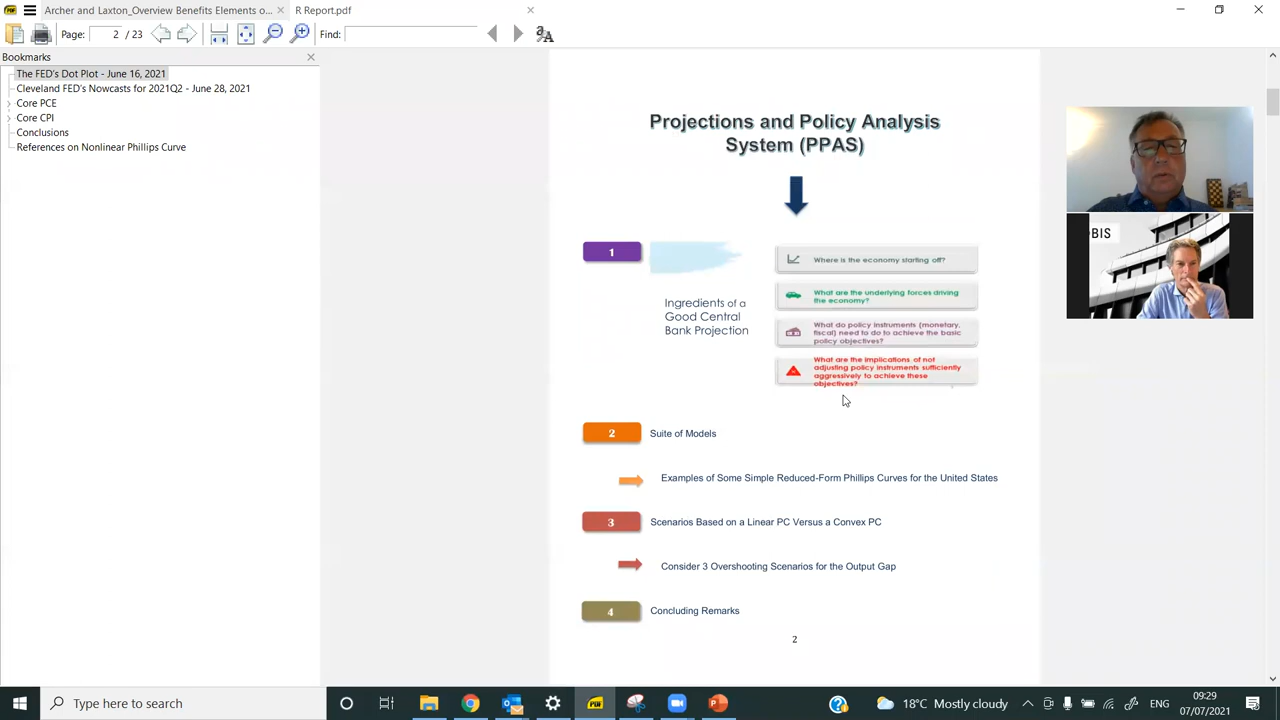 Archer and Laxton_Overview Benefits Elements o...
R Report.pdf
Page:
2 / 23
Find:
Bookmarks
The FED's Dot Plot - June 16, 2021
Cleveland FED's Nowcasts for 2021Q2 - June 28, 2021
Core PCE
Core CPI
Conclusions
References on Nonlinear Phillips Curve
Projections and Policy Analysis
System (PPAS)
1
Ingredients of a
Good Central
Bank Projection
Where is the economy starting off?
What are the underlying forces driving
the economy?
What do policy instruments (monetary,
fiscal) need to do to achieve the basic
policy objectives?
What are the implications of not
adjusting policy instruments sufficiently
aggressively to achieve these
objectives?
2
Suite of Models
Examples of Some Simple Reduced-Form Phillips Curves for the United States
3
Scenarios Based on a Linear PC Versus a Convex PC
Consider 3 Overshooting Scenarios for the Output Gap
4
Concluding Remarks
2
BIS
Type here to search
18°C Mostly cloudy
ENG
09:29
07/07/2021